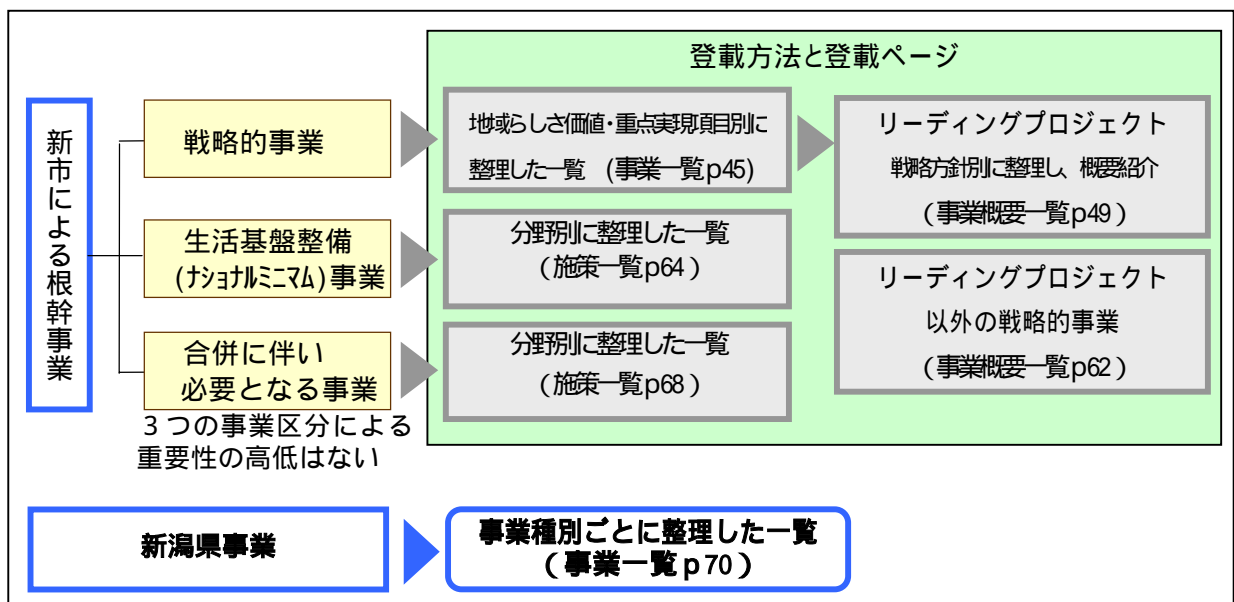 登載方法と登載ページ
新市による根幹事業
戦略的事業
地域らしさ価値・重点実現項目別に
整理した一覧 (事業一覧p45)
リーディングプロジェクト
戦略方針別に整理し、概要紹介
(事業概要一覧p49)
生活基盤整備
(ナショナルミニマム)事業
分野別に整理した一覧
(施策一覧p64)
リーディングプロジェクト
以外の戦略的事業
(事業概要一覧p62)
合併に伴い
必要となる事業
分野別に整理した一覧
(施策一覧p68)
3つの事業区分による
重要性の高低はない
新潟県事業
事業種別ごとに整理した一覧
(事業一覧p70)